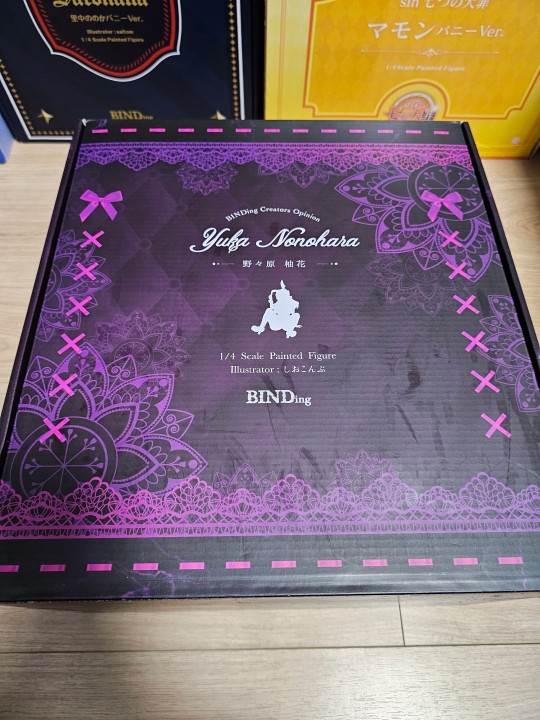 里中ののかバニーVer.
Illustrator : saitom
1/4 Scale Painted Figure
BINDing
sin 七つの大罪
マモン バニーVer.
1/4 Scale Painted Figure
BINDing Creators Opinion
Yuka Nonohara
野々原 柚花
1/4 Scale Painted Figure
Illustrator : しおこんぶ
BINDing